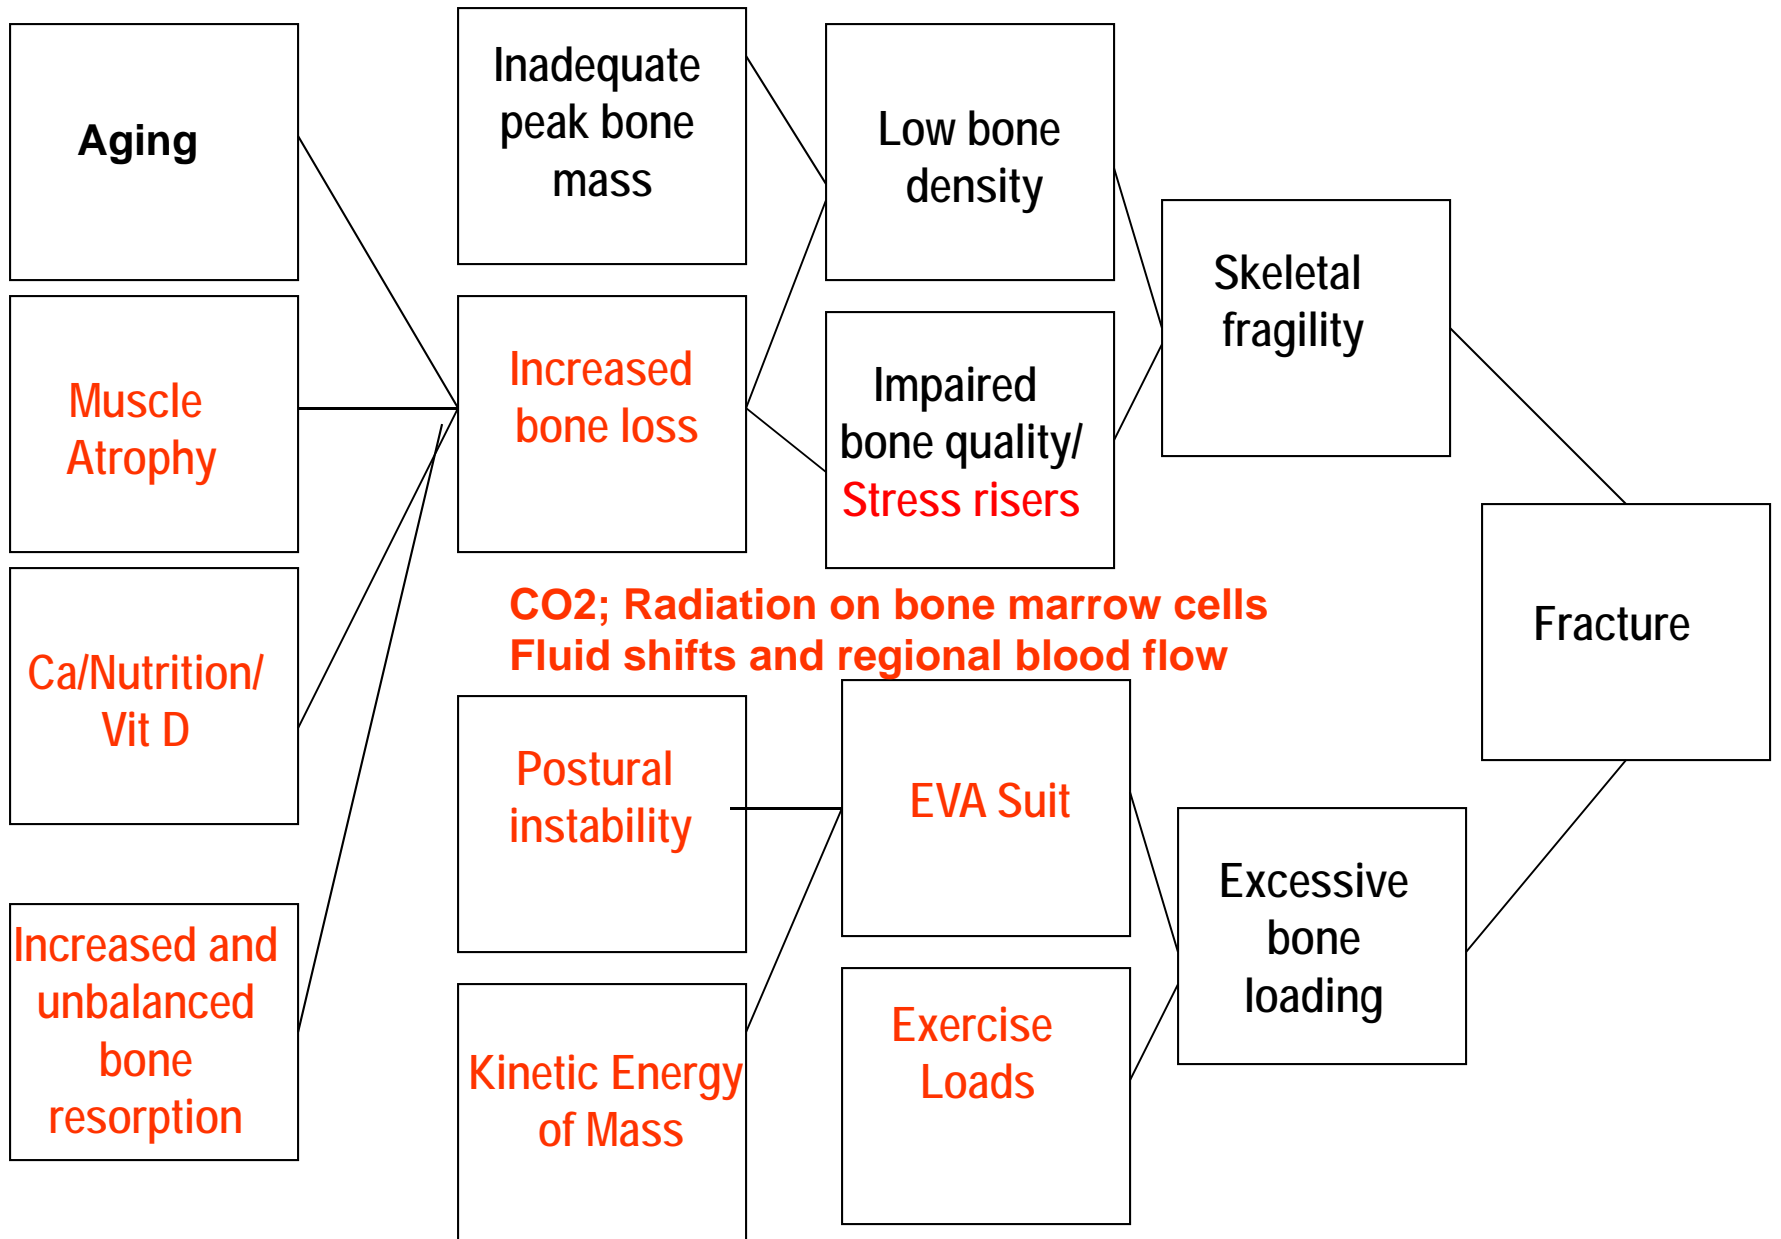 Aging
Muscle
Atrophy
Ca/Nutrition/
Vit D
Increased and
unbalanced
bone
resorption
Inadequate
peak bone
mass
Increased
bone loss
Low bone
density
Impaired
bone quality/
Stress risers
Skeletal
fragility
CO2; Radiation on bone marrow cells
Fluid shifts and regional blood flow
Postural
instability
Kinetic Energy
of Mass
EVA Suit
Exercise
Loads
Excessive
bone
loading
Fracture